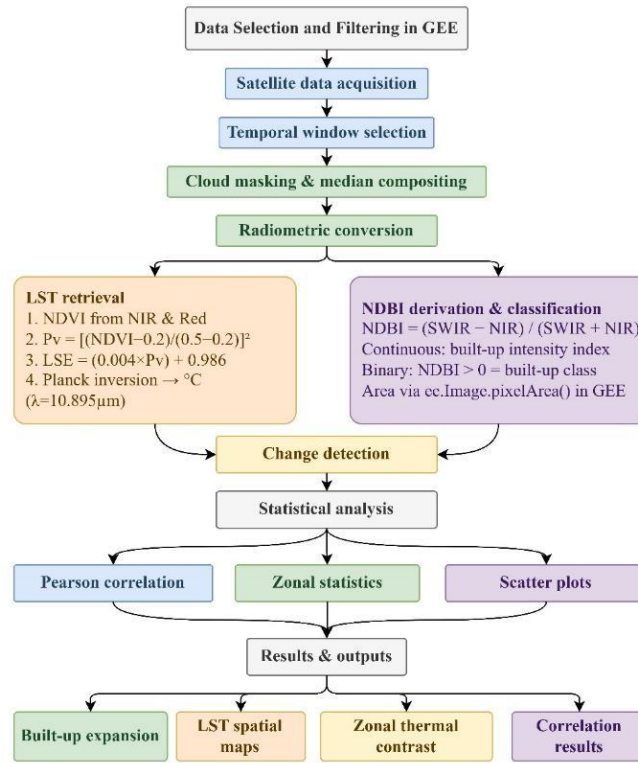 Data Selection and Filtering in GEE
Satellite data acquisition
Temporal window selection
Cloud masking & median compositing
Radiometric conversion
LST retrieval
1. NDVI from NIR & Red
2. Pv = [(NDVI−0.2)/(0.5−0.2)]²
3. LSE = (0.004×Pv) + 0.986
4. Planck inversion → °C
(λ=10.895μm)
NDBI derivation & classification
NDBI = (SWIR − NIR) / (SWIR + NIR)
Continuous: built-up intensity index
Binary: NDBI > 0 = built-up class
Area via ee.Image.pixelArea() in GEE
Change detection
Statistical analysis
Pearson correlation
Zonal statistics
Scatter plots
Results & outputs
Built-up expansion
LST spatial
maps
Zonal thermal
contrast
Correlation
results